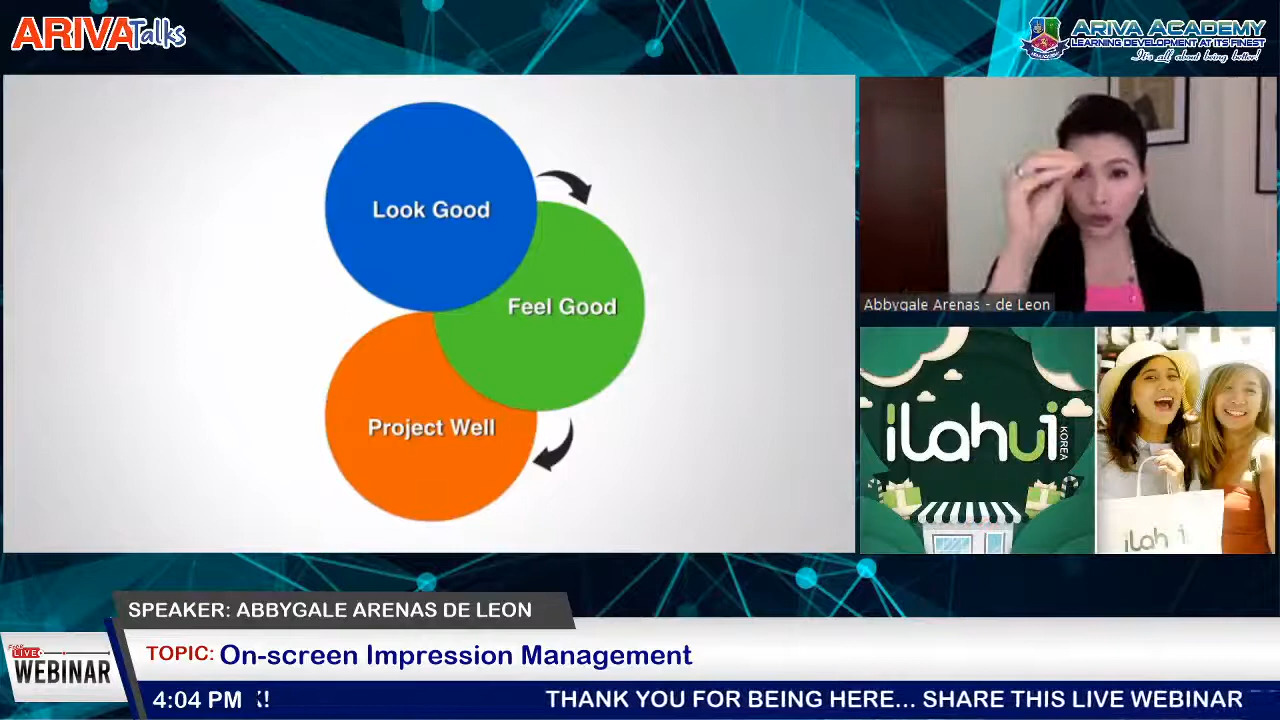 ARIVATalks
ARIVA ACADEMY
LEARNING DEVELOPMENT AT ITS FINEST
It's all about being better!
Look Good
Feel Good
Project Well
Abbygale Arenas - de Leon
ilahui
KOREA
ilahui
SPEAKER: ABBYGALE ARENAS DE LEON
TOPIC: On-screen Impression Management
Free
LIVE
WEBINAR
4:04 PM
THANK YOU FOR BEING HERE... SHARE THIS LIVE WEBINAR